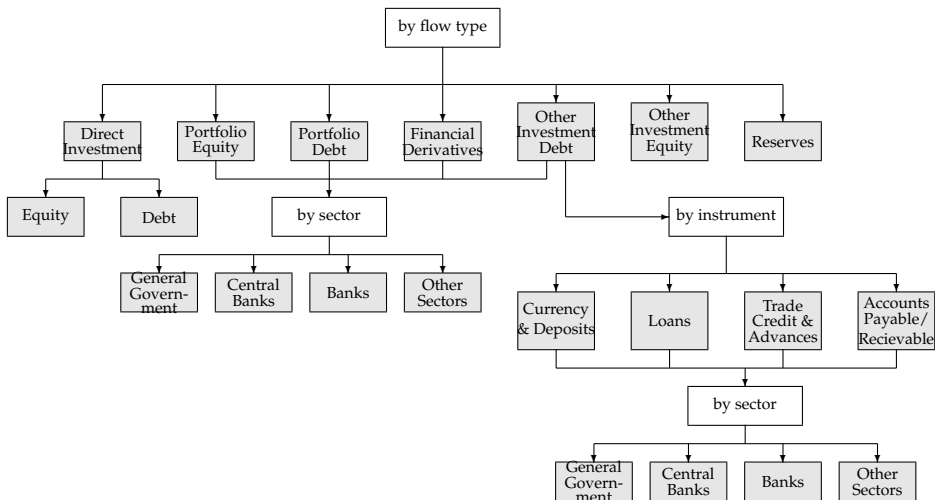 by flow type
Direct
Investment
Portfolio
Equity
Portfolio
Debt
Financial
Derivatives
Other
Investment
Debt
Other
Investment
Equity
Reserves
Equity
Debt
by sector
by instrument
General
Govern-
ment
Central
Banks
Banks
Other
Sectors
Currency
& Deposits
Loans
Trade
Credit &
Advances
Accounts
Payable/
Recievable
by sector
General
Govern-
ment
Central
Banks
Banks
Other
Sectors